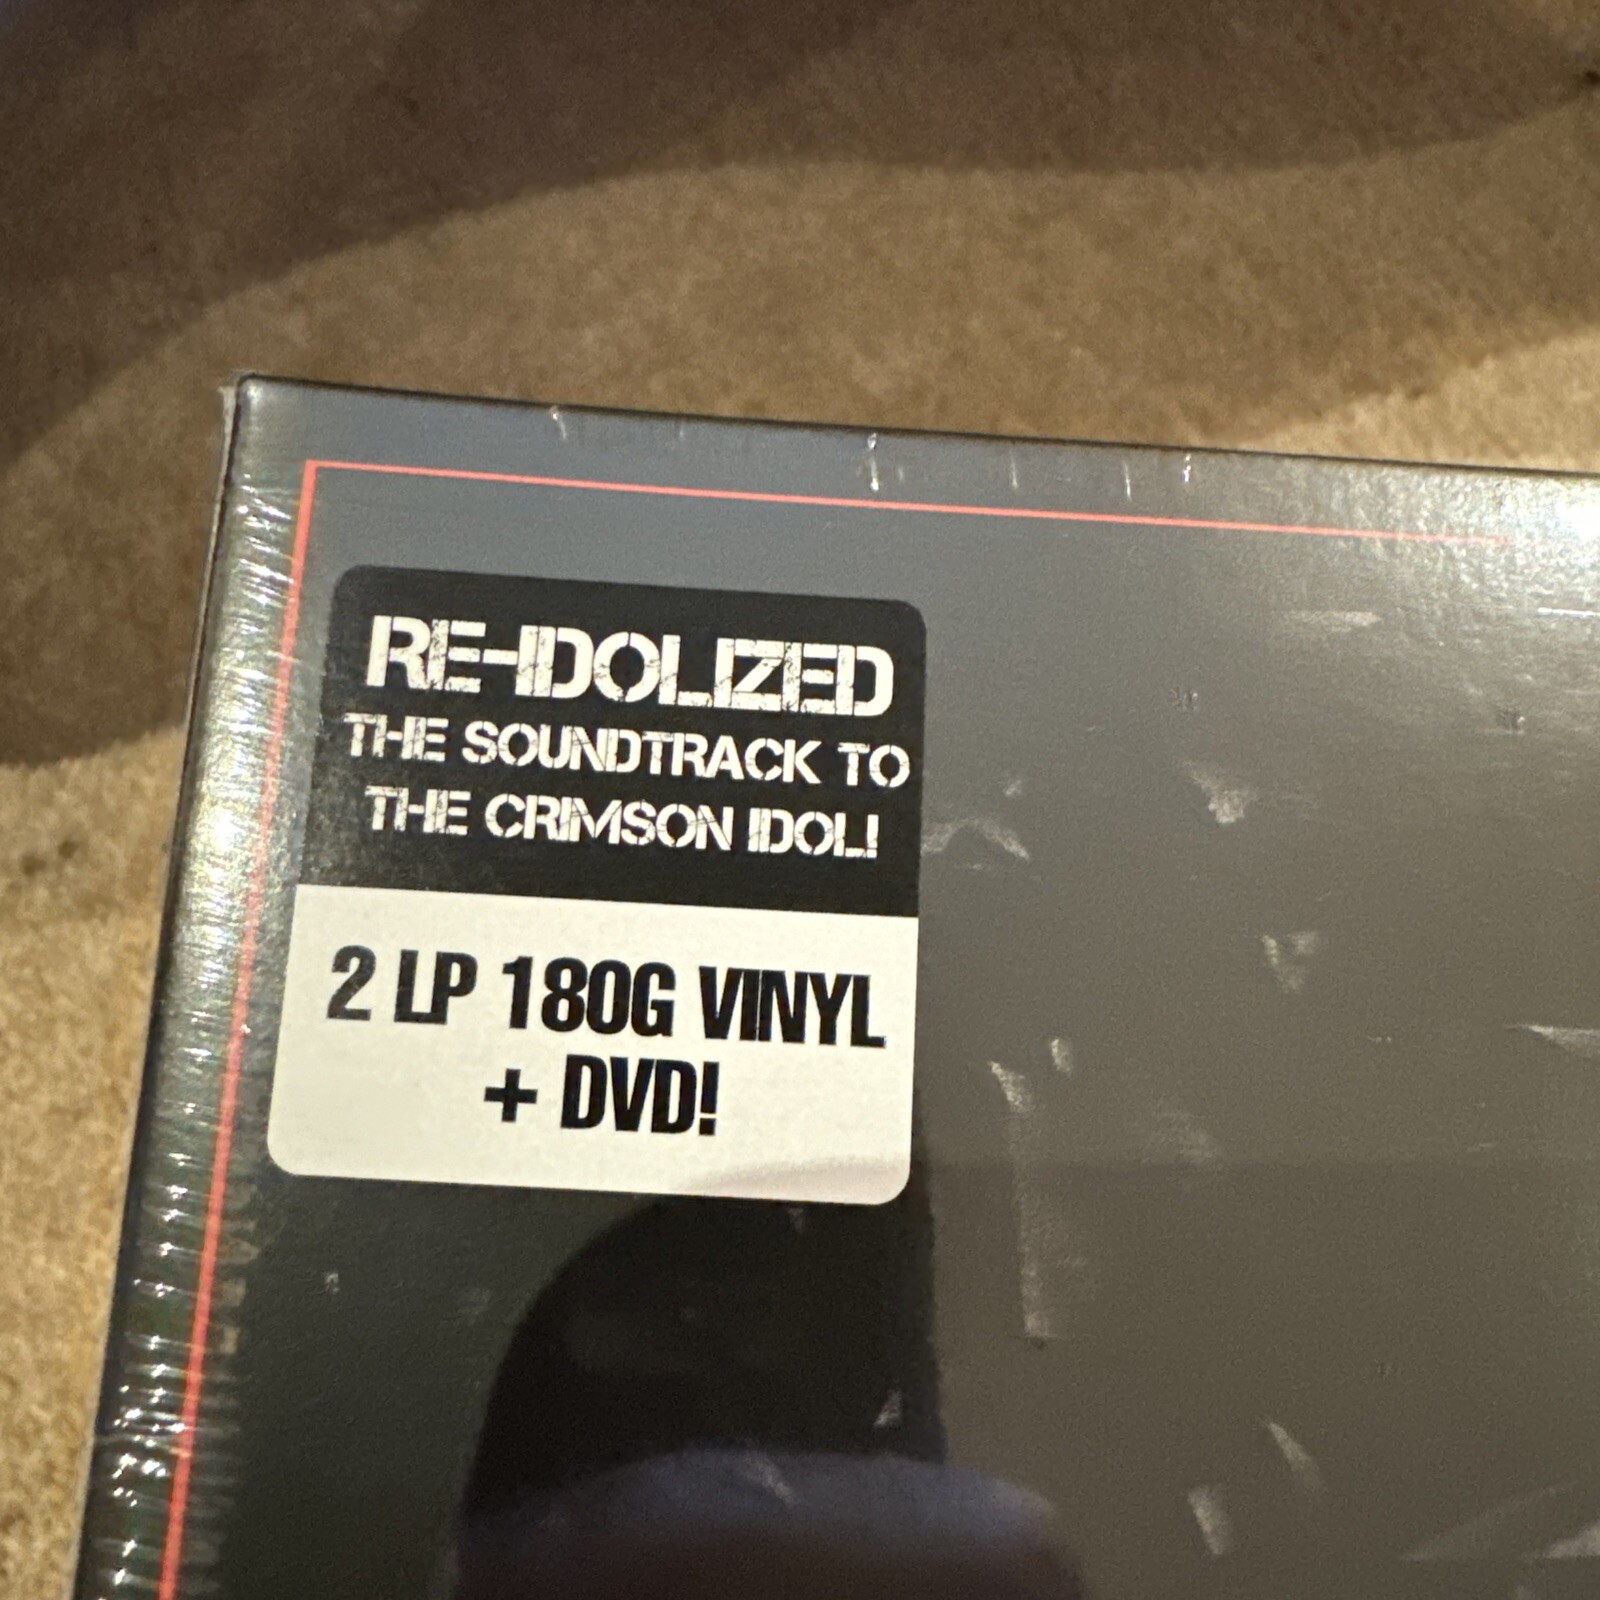 RE-IDOLIZED
THE SOUNDTRACK TO
THE CRIMSON IDOL!
2 LP 180G VINYL
+ DVD!